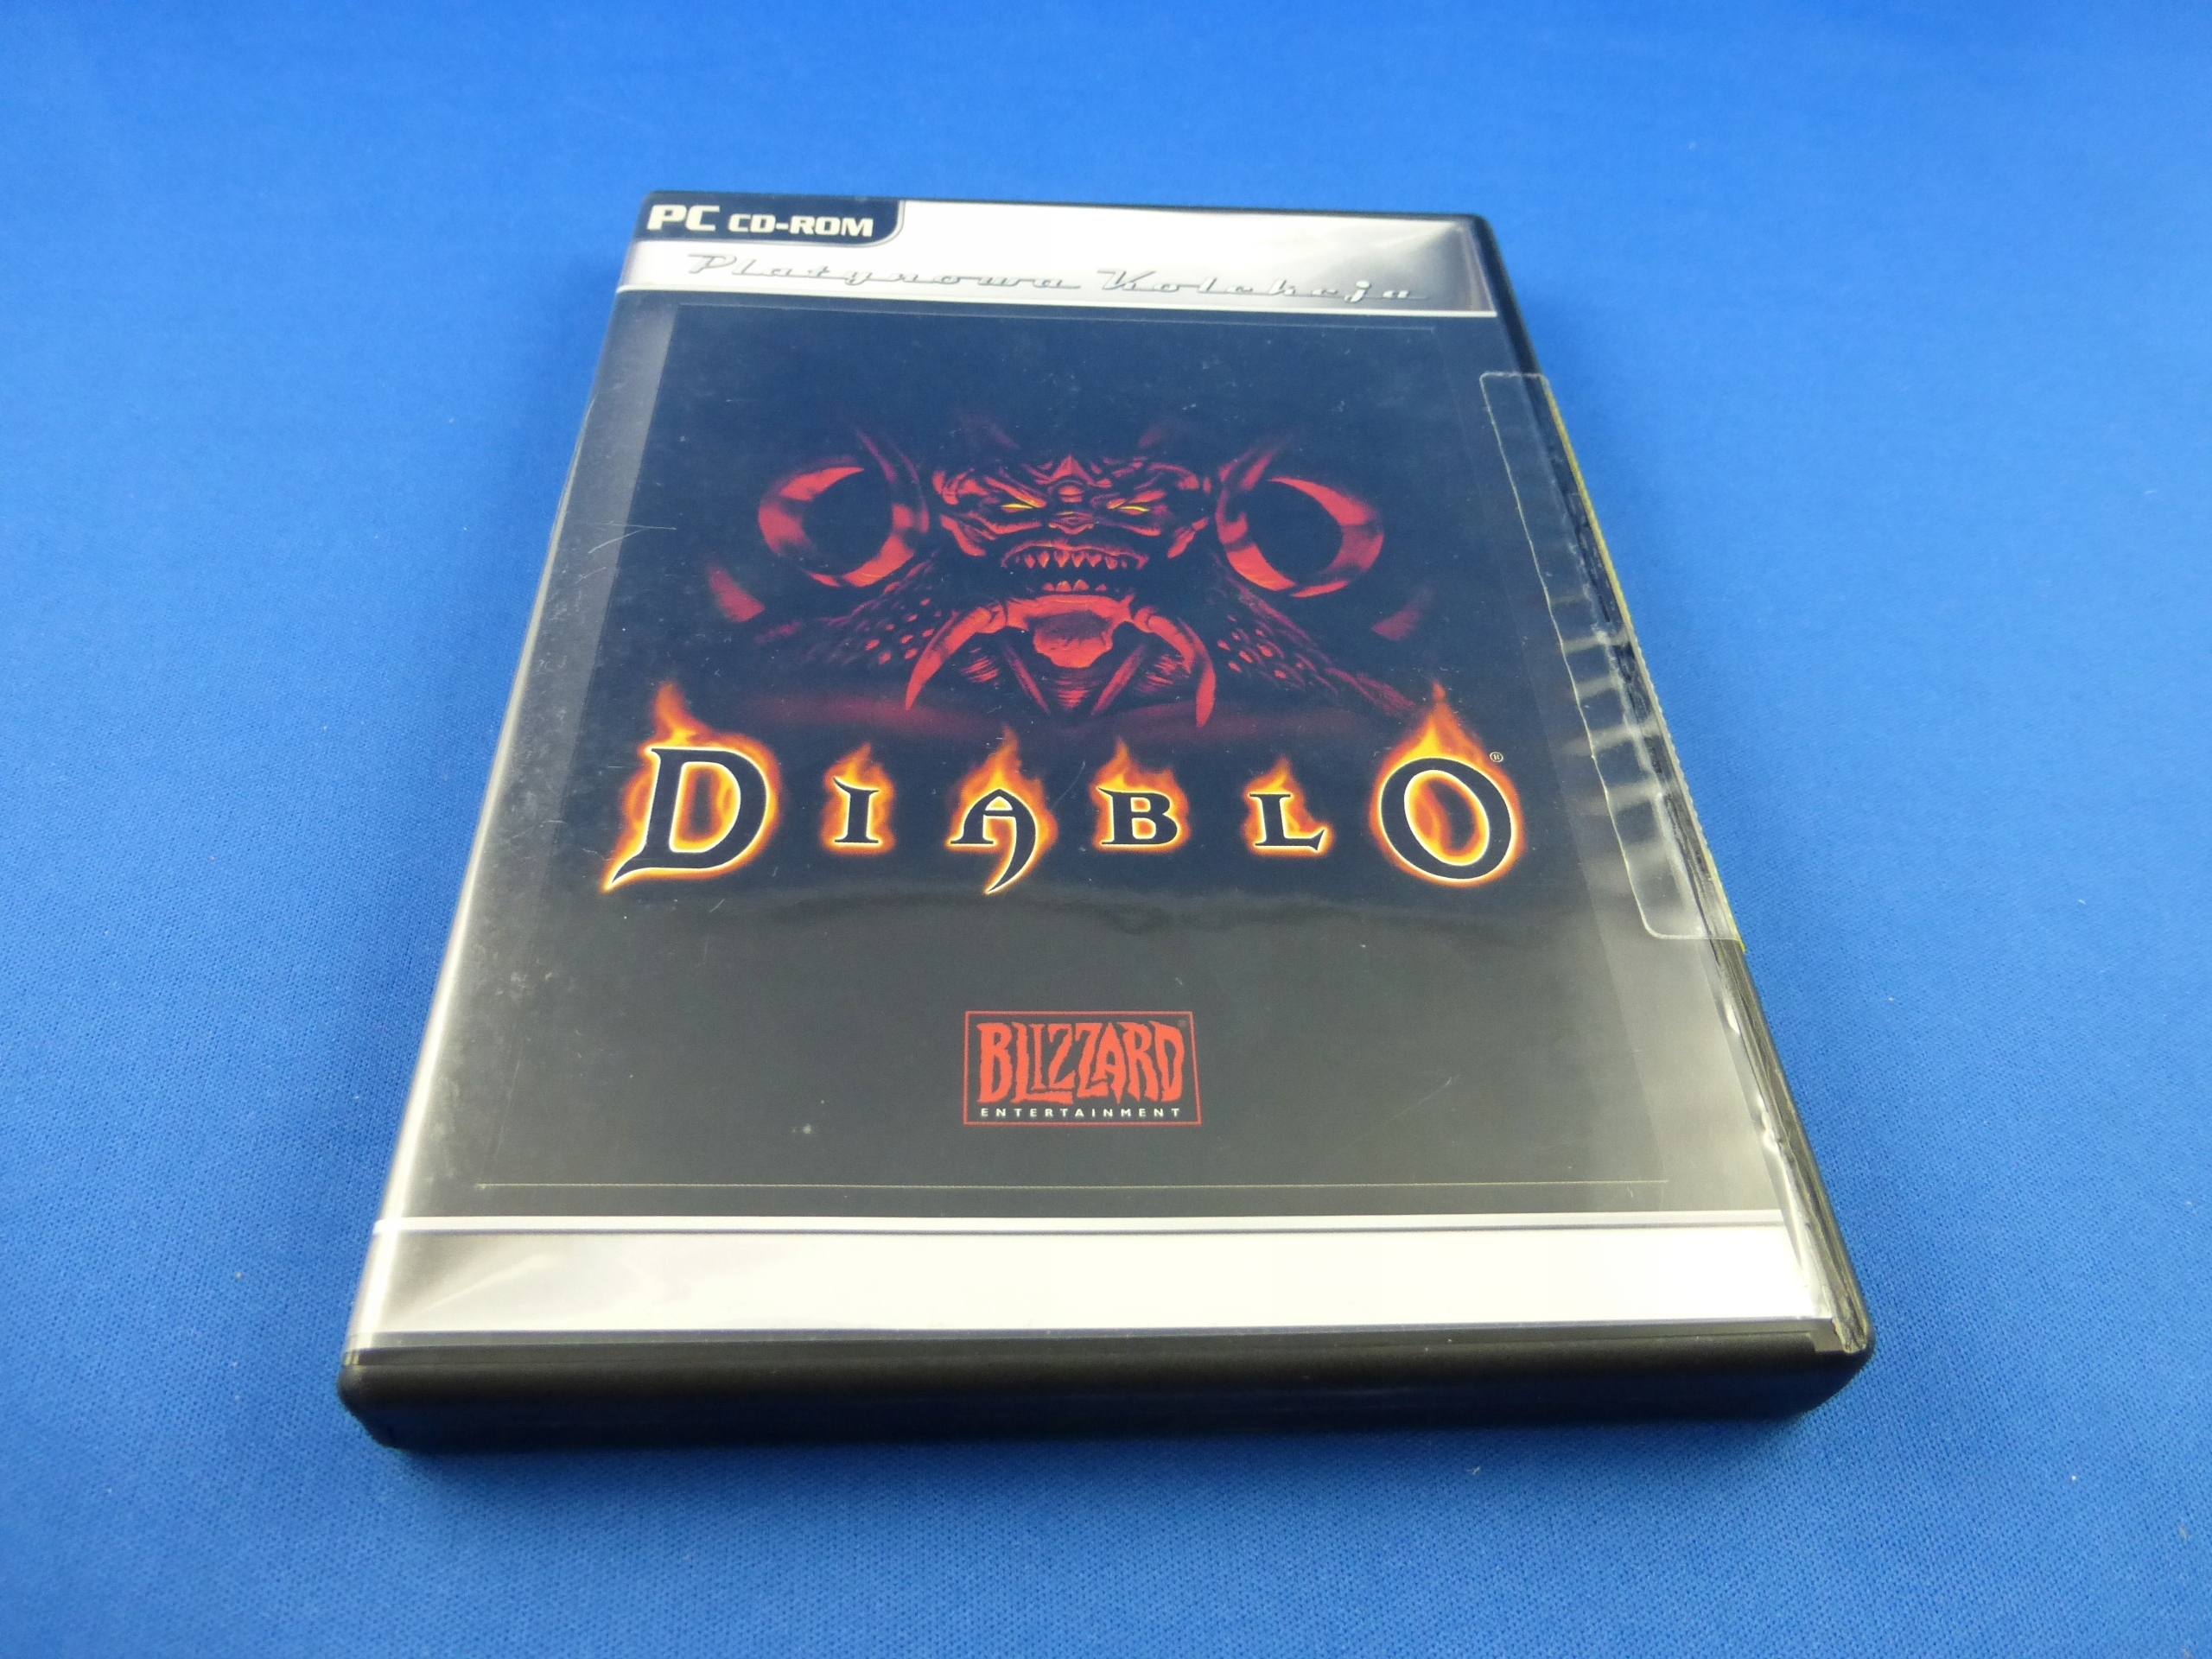 PC CD-ROM
Platynowa Kolekcja
DIABLO®
BLIZZARD®
ENTERTAINMENT